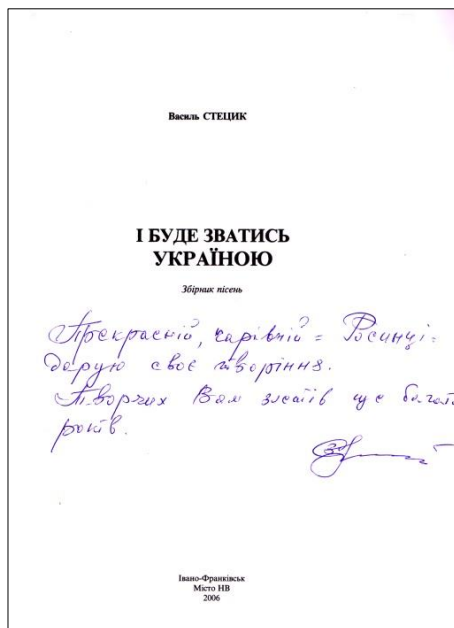 Василь СТЕЦИК
І БУДЕ ЗВАТИСЬ
УКРАЇНОЮ
Збірник пісень
Прекрасній, чарівній = Росинці =
дарую своє творіння.
Творчих Вам злетів ще багато
років.
Івано-Франківськ
Місто НВ
2006